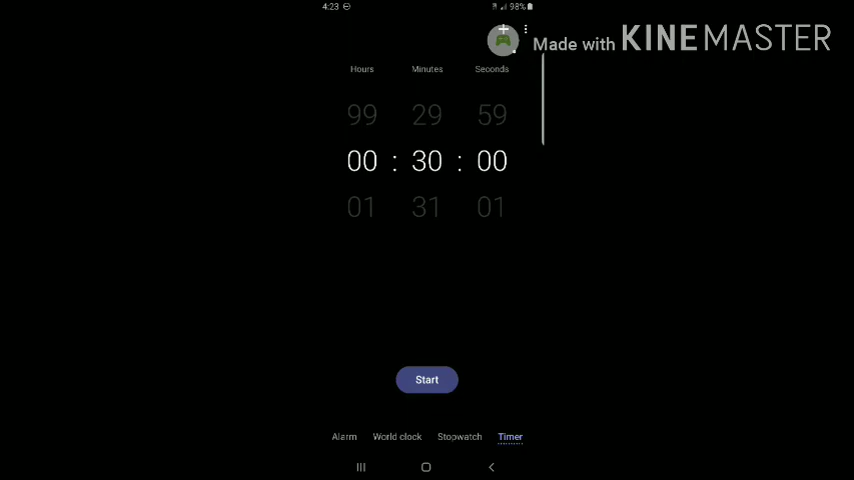 4:23
98%
Made with KINEMASTER
Hours Minutes Seconds
99 29 59
00 : 30 : 00
01 31 01
Start
Alarm World clock Stopwatch Timer